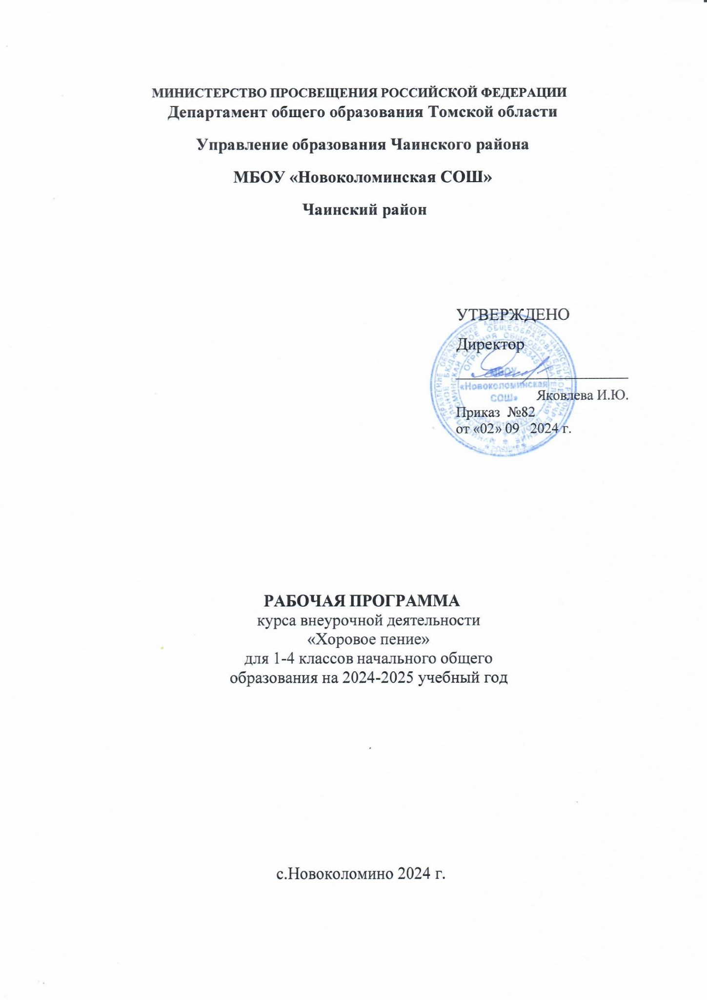 МИНИСТЕРСТВО ПРОСВЕЩЕНИЯ РОССИЙСКОЙ ФЕДЕРАЦИИ
Департамент общего образования Томской области
Управление образования Чаинского района
МБОУ «Новоколоминская СОШ»
Чаинский район
УТВЕРЖДЕНО
Директор
МБОУ
«Новоколоминская
СОШ»
Яковлева И.Ю.
Приказ №82
от «02» 09 2024 г.
РАБОЧАЯ ПРОГРАММА
курса внеурочной деятельности
«Хоровое пение»
для 1-4 классов начального общего
образования на 2024-2025 учебный год
с.Новоколомино 2024 г.